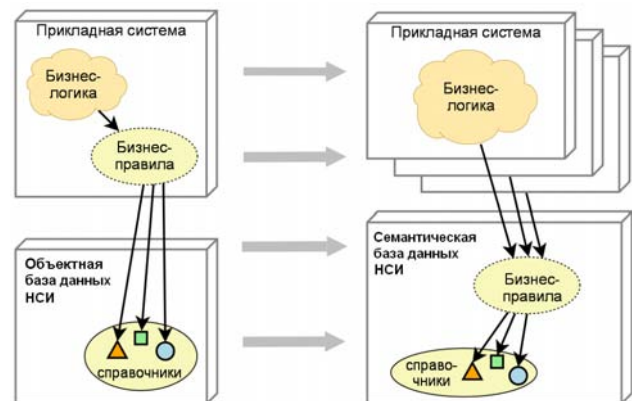 Прикладная система
Бизнес-
логика
Бизнес-
правила
Объектная
база данных
НСИ
справочники
Прикладная система
Бизнес-
логика
Семантическая
база данных
НСИ
Бизнес-
правила
справо-
чники